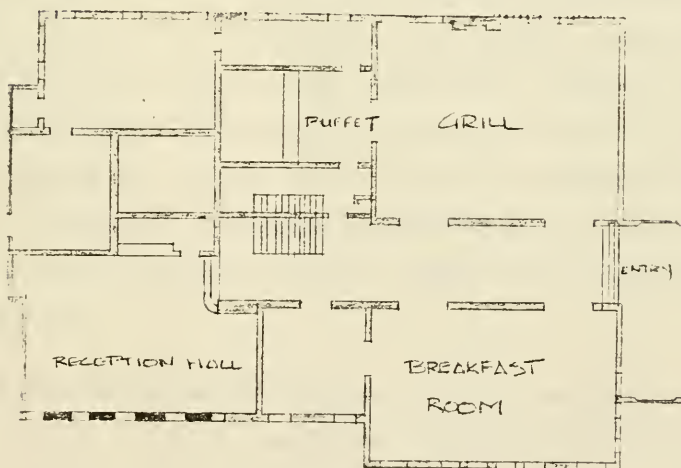 BUFFET
GRILL
ENTRY
RECEPTION HALL
BREAKFAST
ROOM